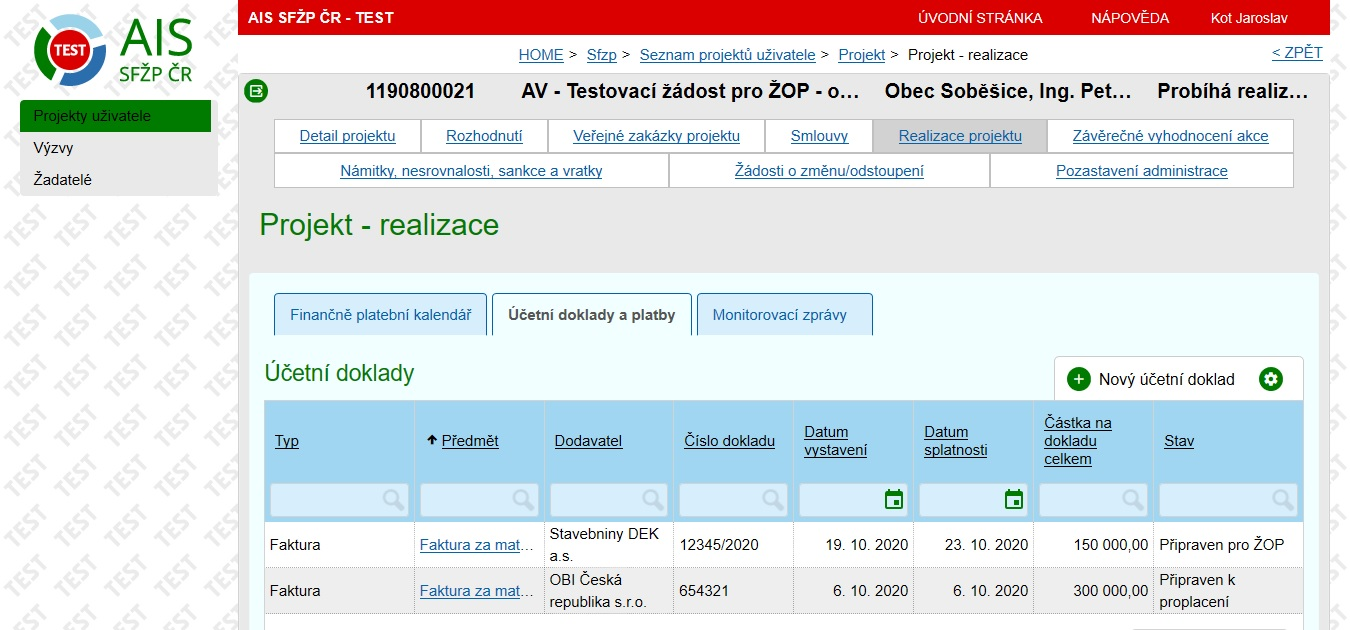 TEST
AIS
SFŽP ČR
AIS SFŽP ČR - TEST
ÚVODNÍ STRÁNKA
NÁPOVĚDA
Kot Jaroslav
HOME > Sfzp > Seznam projektů uživatele > Projekt > Projekt - realizace
< ZPĚT
Projekty uživatele
Výzvy
Žadatelé
1190800021
AV - Testovací žádost pro ŽOP - o...
Obec Soběšice, Ing. Pet...
Probíhá realiz...
Detail projektu
Rozhodnutí
Veřejné zakázky projektu
Smlouvy
Realizace projektu
Závěrečné vyhodnocení akce
Námitky, nesrovnalosti, sankce a vratky
Žádosti o změnu/odstoupení
Pozastavení administrace
Projekt - realizace
Finančně platební kalendář
Účetní doklady a platby
Monitorovací zprávy
Účetní doklady
Nový účetní doklad
Typ
Předmět
Dodavatel
Číslo dokladu
Datum
vystavení
Datum
splatnosti
Částka na
dokladu
celkem
Stav
Faktura
Faktura za mat...
Stavebniny DEK
a.s.
12345/2020
19. 10. 2020
23. 10. 2020
150 000,00
Připraven pro ŽOP
Faktura
Faktura za mat...
OBI Česká
republika s.r.o.
654321
6. 10. 2020
6. 10. 2020
300 000,00
Připraven k
proplacení